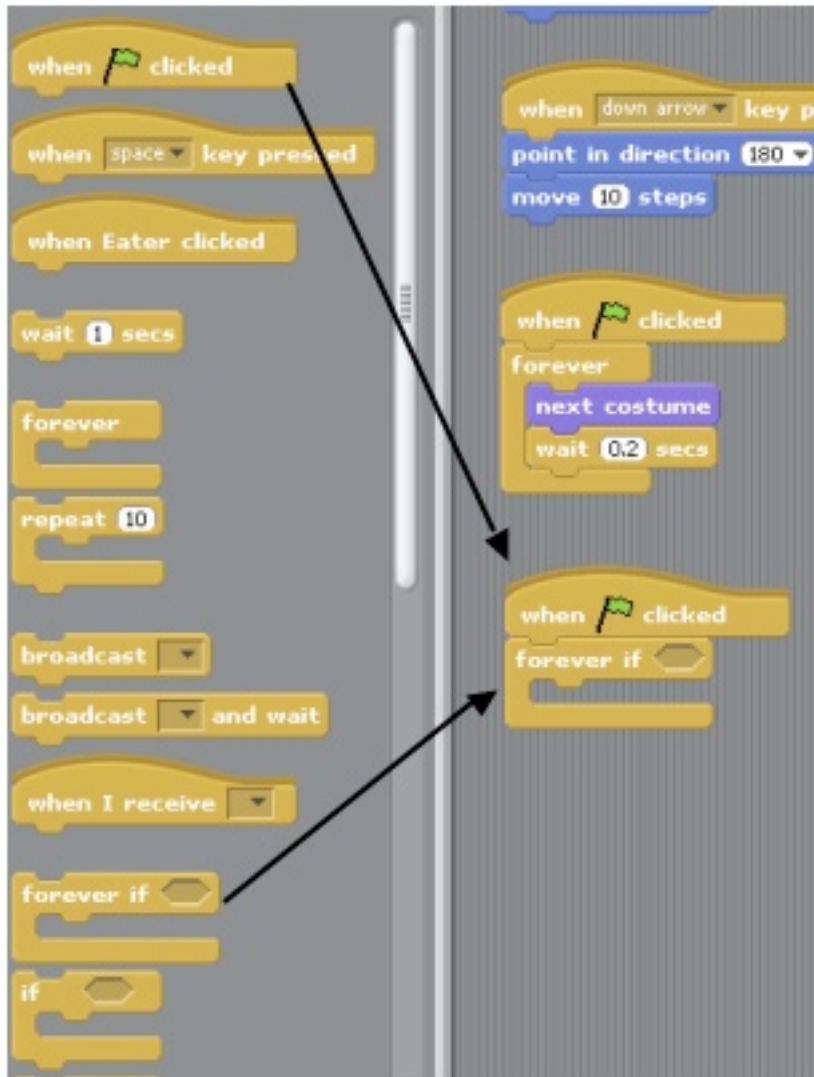 when clicked
when space key pressed
when Eater clicked
wait 1 secs
forever
repeat 10
broadcast
broadcast and wait
when I receive
forever if
if
when down arrow key p
point in direction 180
move 10 steps
when clicked
forever
next costume
wait 0.2 secs
when clicked
forever if